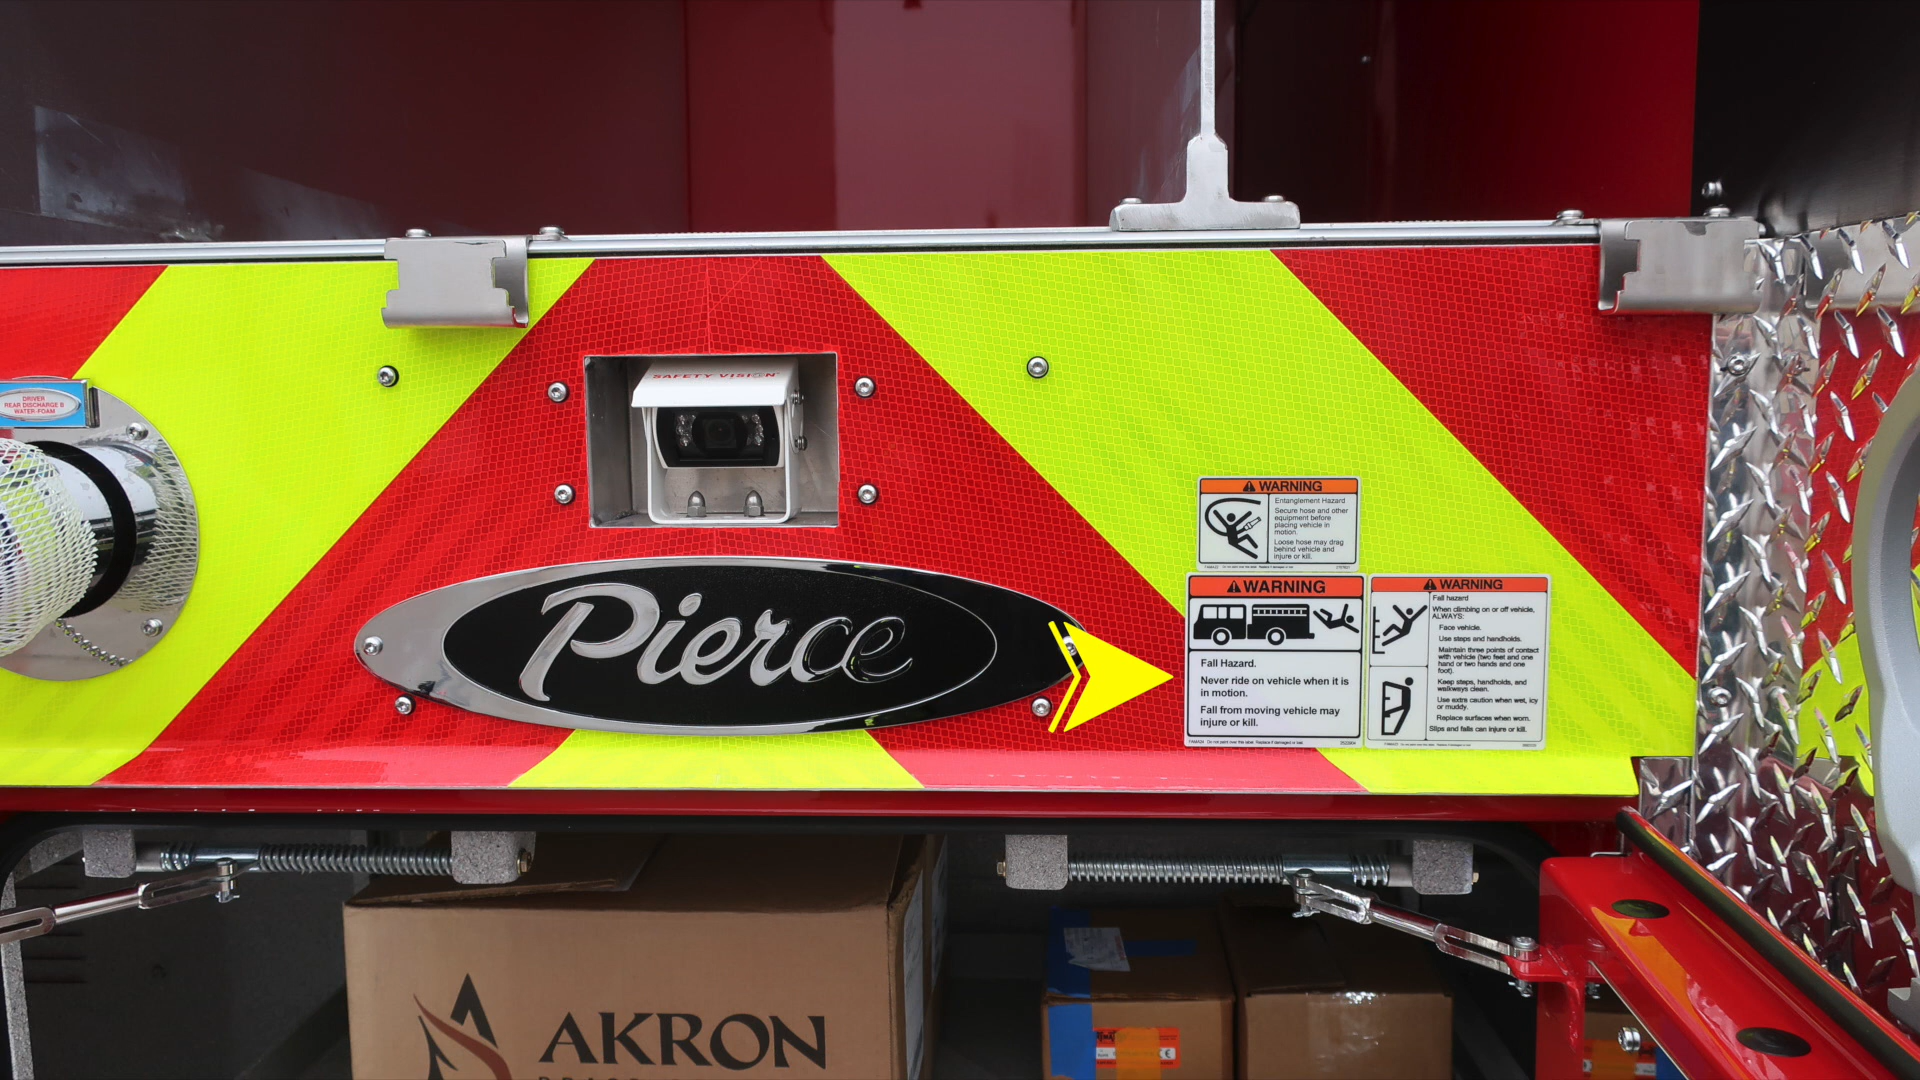 SAFETY VISION
DRIVER
REAR DISCHARGE B
WATER-FOAM
Pierce
WARNING
Entanglement Hazard
Secure hose and other
equipment before
placing vehicle in
motion.
Loose hose may drag
behind vehicle and
injure or kill.
WARNING
Fall Hazard.
Never ride on vehicle when it is
in motion.
Fall from moving vehicle may
injure or kill.
WARNING
Fall hazard
When climbing on or off vehicle,
ALWAYS:
Face vehicle.
Use steps and handholds.
Maintain three points of contact
with vehicle (two feet and one
hand or two hands and one
foot).
Keep steps, handholds, and
walkways clean.
Use extra caution when wet, icy
or muddy.
Replace surfaces when worn.
Slips and falls can injure or kill.
AKRON